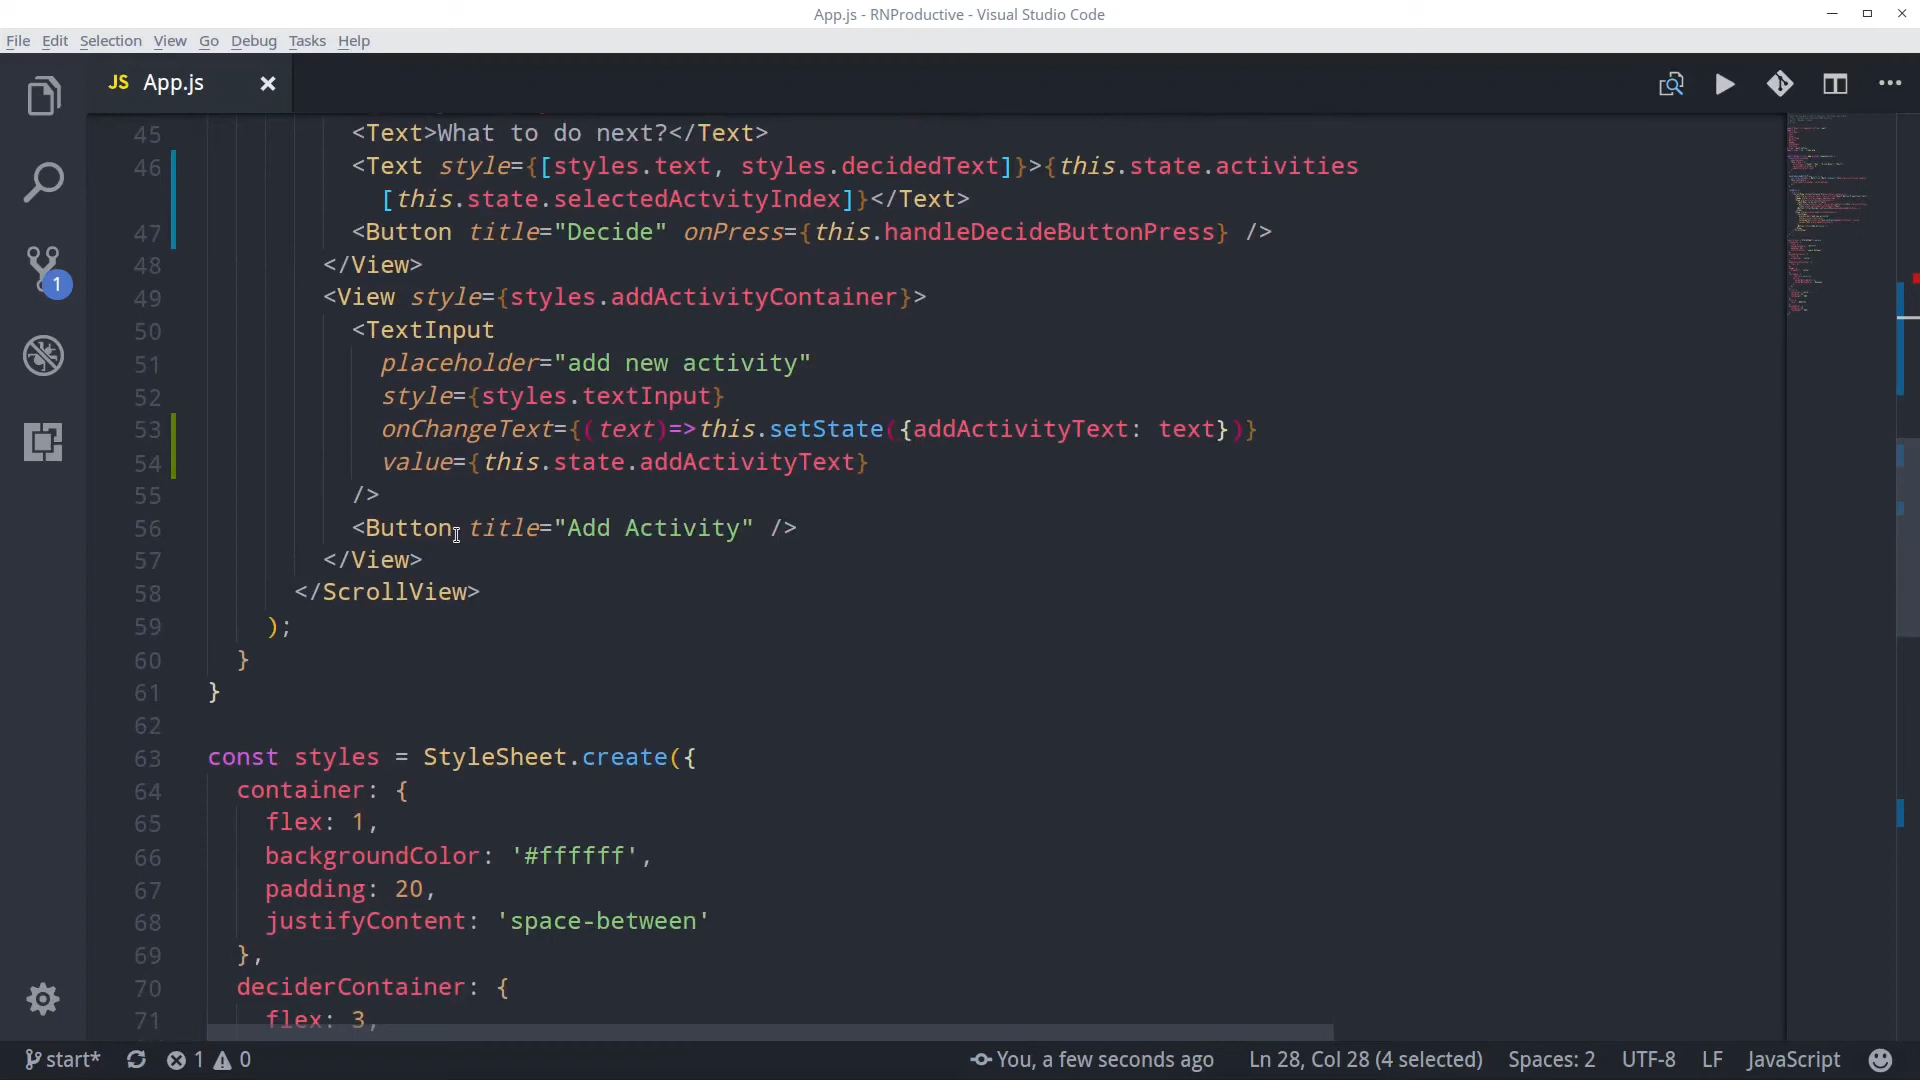 App.js - RNProductive - Visual Studio Code
File Edit Selection View Go Debug Tasks Help
JS App.js
45 <Text>What to do next?</Text>
46 <Text style={[styles.text, styles.decidedText]}>{this.state.activities
[this.state.selectedActvityIndex]}</Text>
47 <Button title="Decide" onPress={this.handleDecideButtonPress} />
48 </View>
49 <View style={styles.addActivityContainer}>
50 <TextInput
51 placeholder="add new activity"
52 style={styles.textInput}
53 onChangeText={(text)=>this.setState({addActivityText: text})}
54 value={this.state.addActivityText}
55 />
56 <Button title="Add Activity" />
57 </View>
58 </ScrollView>
59 );
60 }
61 }
62
63 const styles = StyleSheet.create({
64 container: {
65 flex: 1,
66 backgroundColor: '#ffffff',
67 padding: 20,
68 justifyContent: 'space-between'
69 },
70 deciderContainer: {
71 flex: 3,
1
start* 1 0 You, a few seconds ago Ln 28, Col 28 (4 selected) Spaces: 2 UTF-8 LF JavaScript